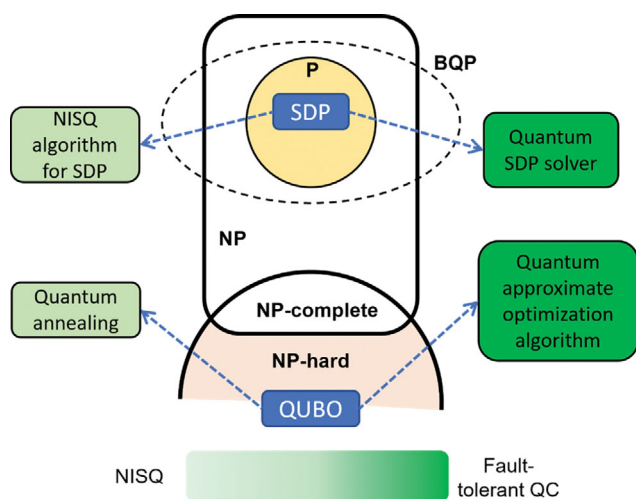 P
BQP
SDP
NISQ
algorithm
for SDP
Quantum
SDP solver
NP
Quantum
annealing
NP-complete
Quantum
approximate
optimization
algorithm
NP-hard
QUBO
NISQ
Fault-
tolerant QC